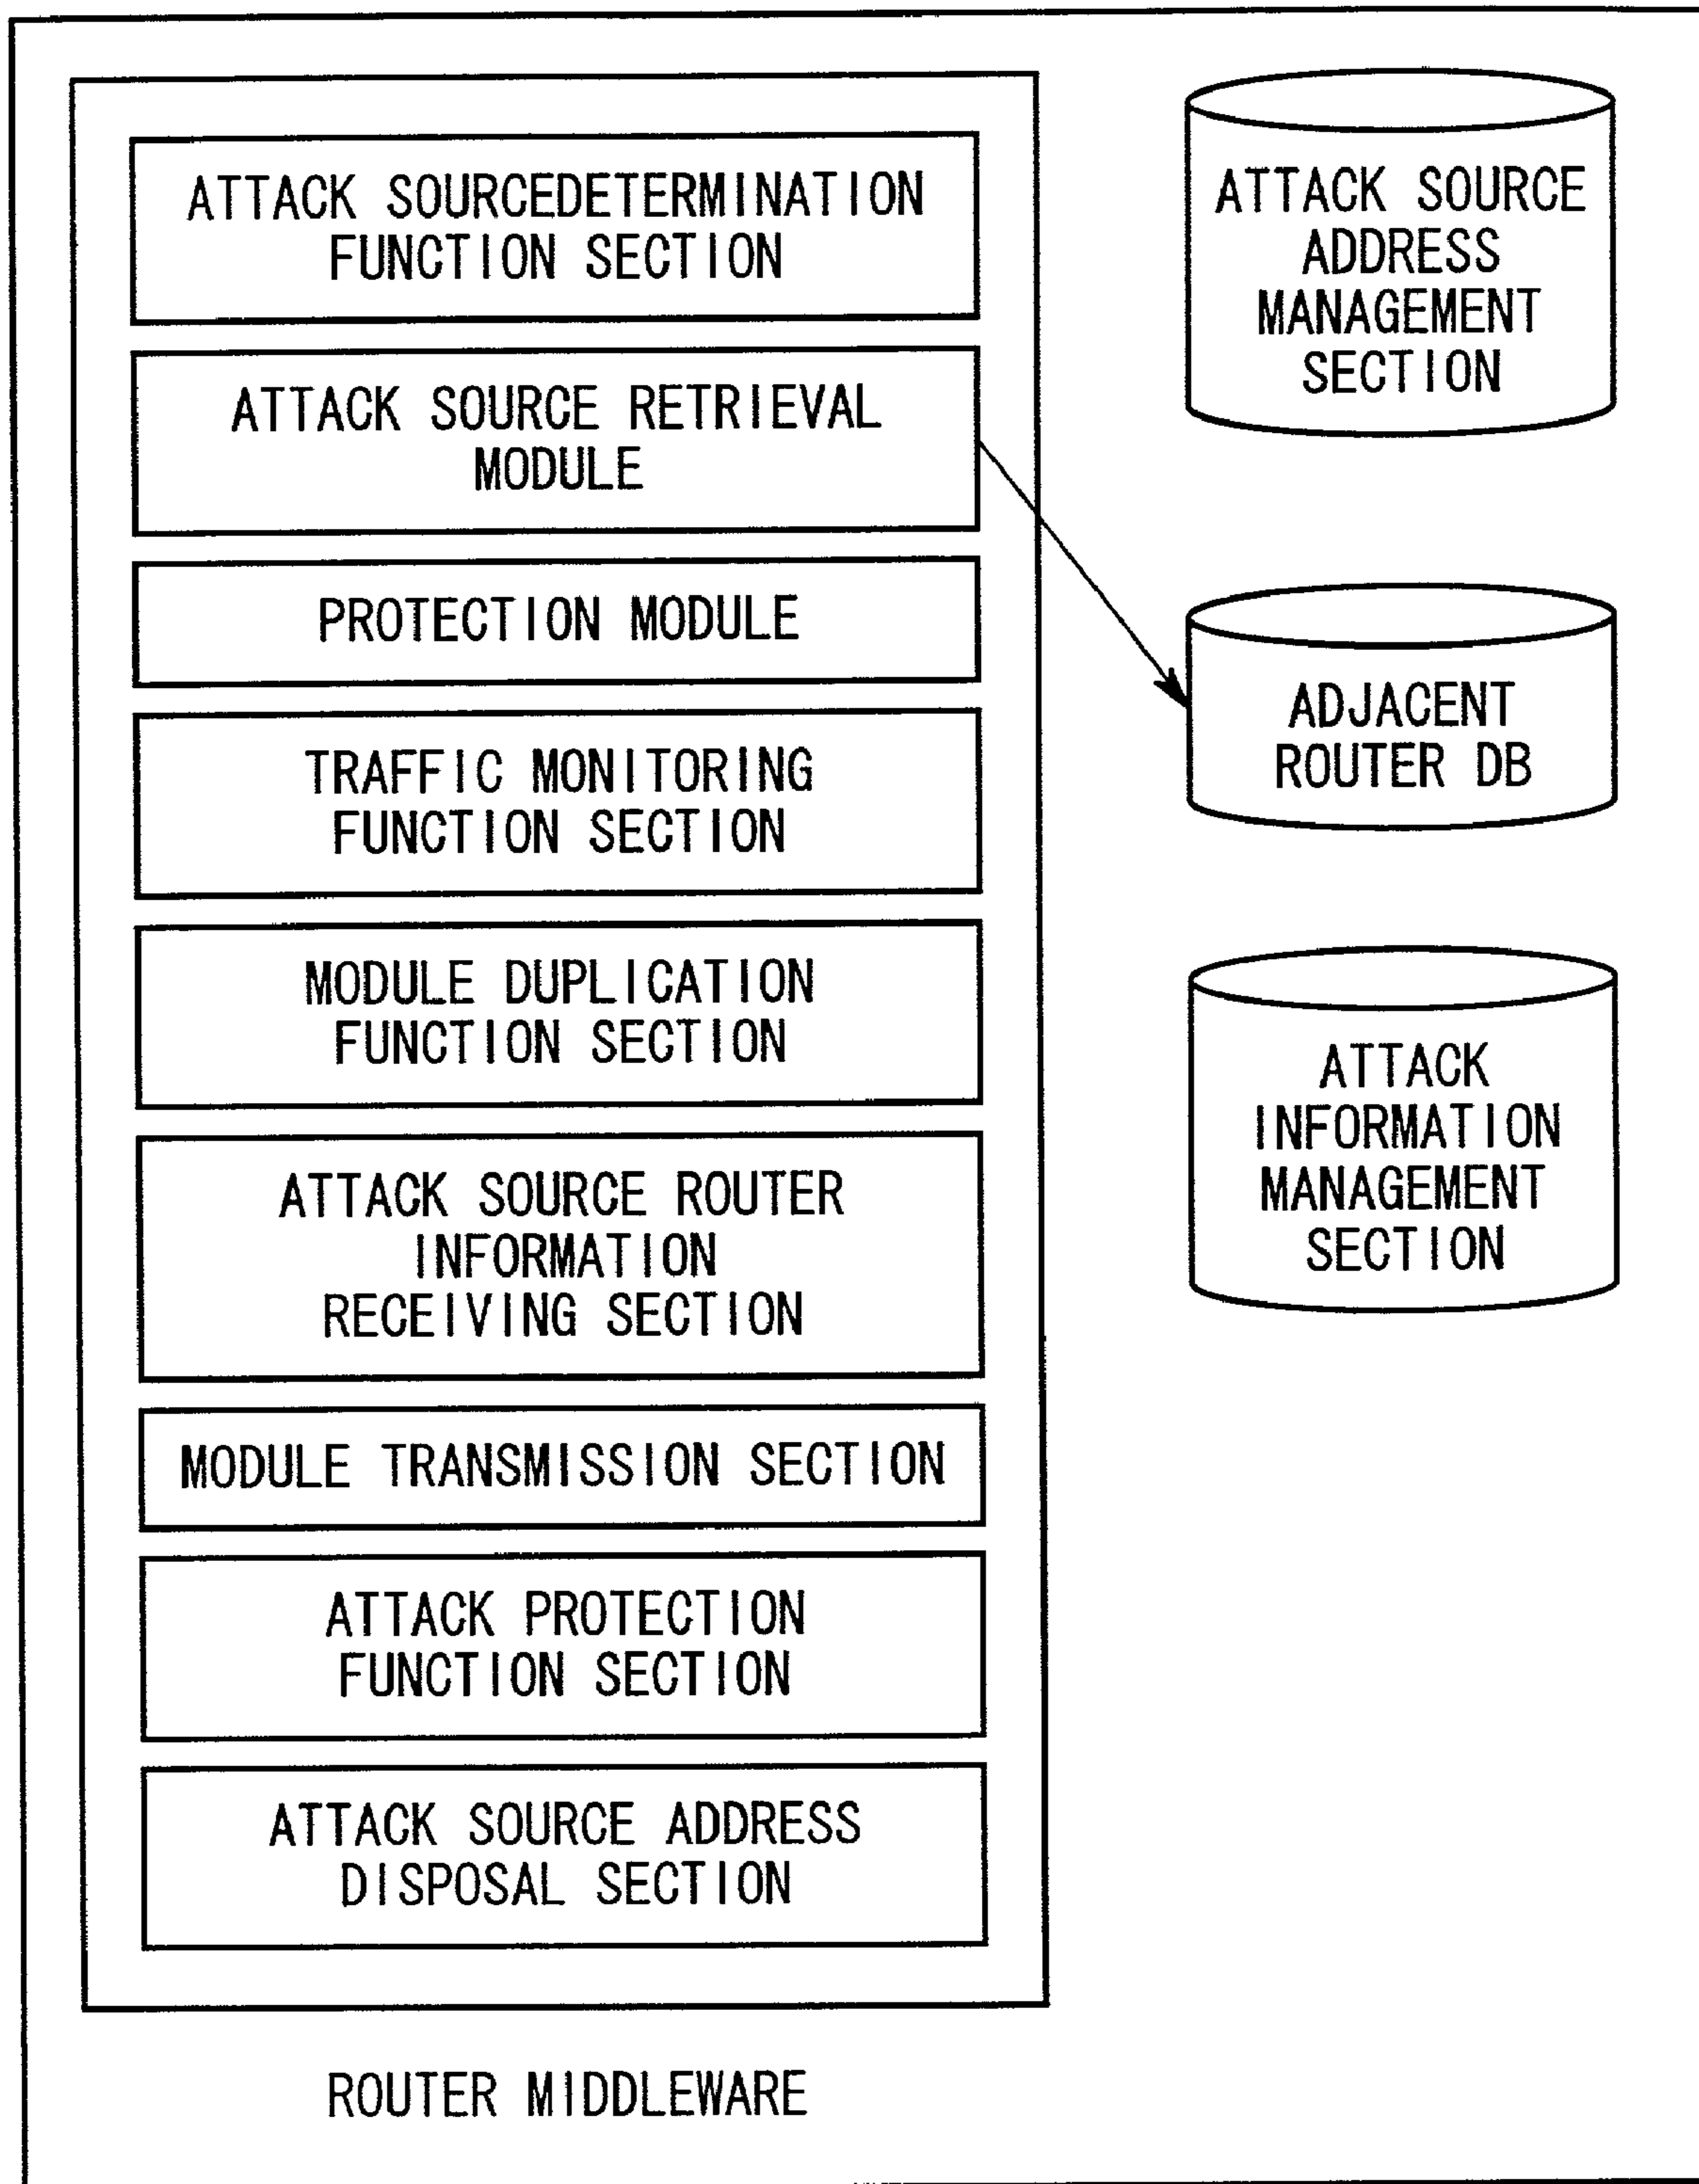 ATTACK SOURCEDETERMINATION
FUNCTION SECTION
ATTACK SOURCE RETRIEVAL
MODULE
PROTECTION MODULE
TRAFFIC MONITORING
FUNCTION SECTION
MODULE DUPLICATION
FUNCTION SECTION
ATTACK SOURCE ROUTER
INFORMATION
RECEIVING SECTION
MODULE TRANSMISSION SECTION
ATTACK PROTECTION
FUNCTION SECTION
ATTACK SOURCE ADDRESS
DISPOSAL SECTION
ROUTER MIDDLEWARE
ATTACK SOURCE
ADDRESS
MANAGEMENT
SECTION
ADJACENT
ROUTER DB
ATTACK
INFORMATION
MANAGEMENT
SECTION